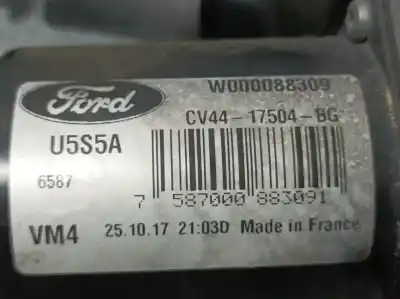 Ford
W000088309
CV44-17504-BG
U5S5A
6587
7 587000 883091
VM4 25.10.17 21:03D Made in France